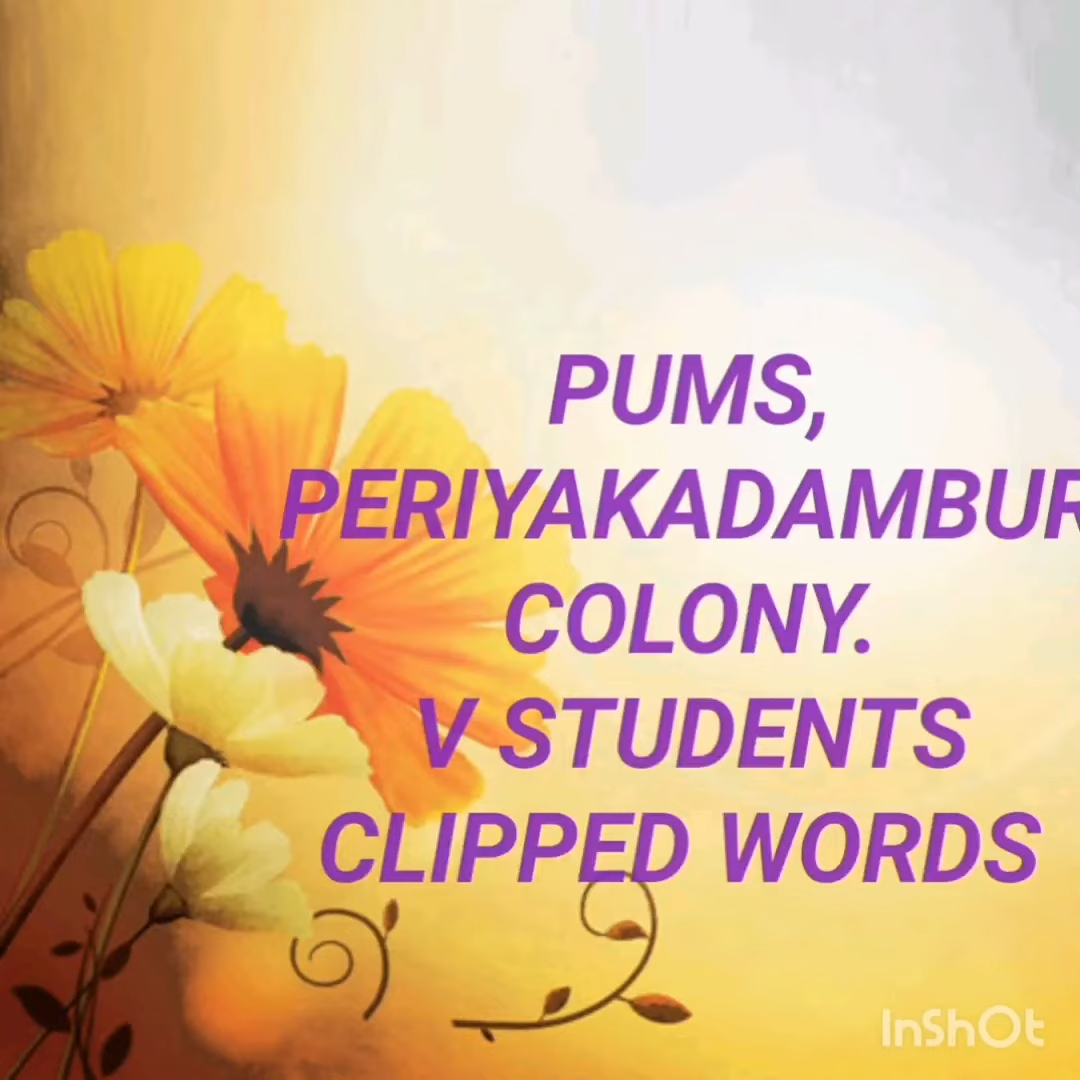 PUMS,
PERIYAKADAMBUR
COLONY.
V STUDENTS
CLIPPED WORDS
InShOt